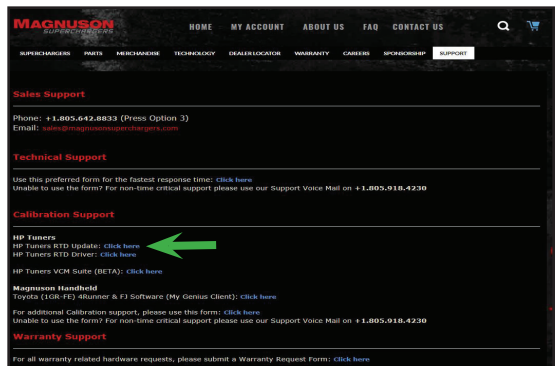 MAGNUSON
SUPERCHARGERS
HOME MY ACCOUNT ABOUT US FAQ CONTACT US
SUPERCHARGERS PARTS MERCHANDISE TECHNOLOGY DEALER LOCATOR WARRANTY CAREERS SPONSORSHIP SUPPORT
Sales Support
Phone: +1.805.642.8833 (Press Option 3)
Email: sales@magnusonsuperchargers.com
Technical Support
Use this preferred form for the fastest response time: Click here
Unable to use the form? For non-time critical support please use our Support Voice Mail on +1.805.918.4230
Calibration Support
HP Tuners
HP Tuners RTD Update: Click here
HP Tuners RTD Driver: Click here
HP Tuners VCM Suite (BETA): Click here
Magnuson Handheld
Toyota (1GR-FE) 4Runner & FJ Software (My Genius Client): Click here
For additional Calibration support, please use this form: Click here
Unable to use the form? For non-time critical support please use our Support Voice Mail on +1.805.918.4230
Warranty Support
For all warranty related hardware requests, please submit a Warranty Request Form: Click here